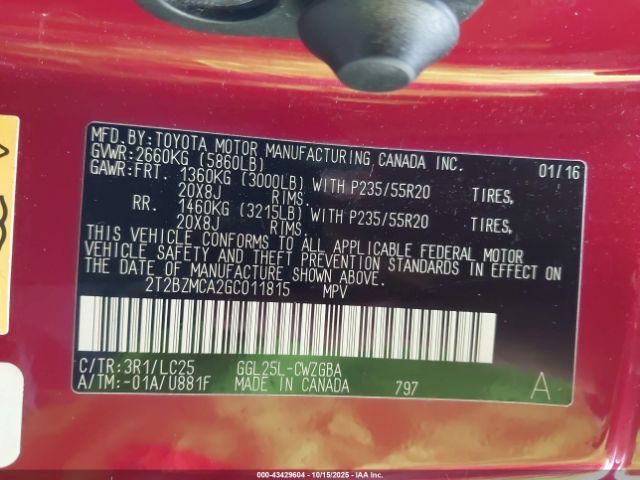 MFD. BY: TOYOTA MOTOR MANUFACTURING CANADA INC. 01/16
GVWR: 2660KG (5860LB)
GAWR: FRT. 1360KG (3000LB) WITH P235/55R20 TIRES,
20X8J RIMS
RR. 1460KG (3215LB) WITH P235/55R20 TIRES,
20X8J RIMS
THIS VEHICLE CONFORMS TO ALL APPLICABLE FEDERAL MOTOR
VEHICLE SAFETY AND THEFT PREVENTION STANDARDS IN EFFECT ON
THE DATE OF MANUFACTURE SHOWN ABOVE.
2T2BZMCA2GC011815 MPV
C/TR: 3R1/LC25 GGL25L-CWZGBA
A/TM: -01A/U881F MADE IN CANADA 797 A
000-43429604 | 10/15/2025 | IAA Inc.